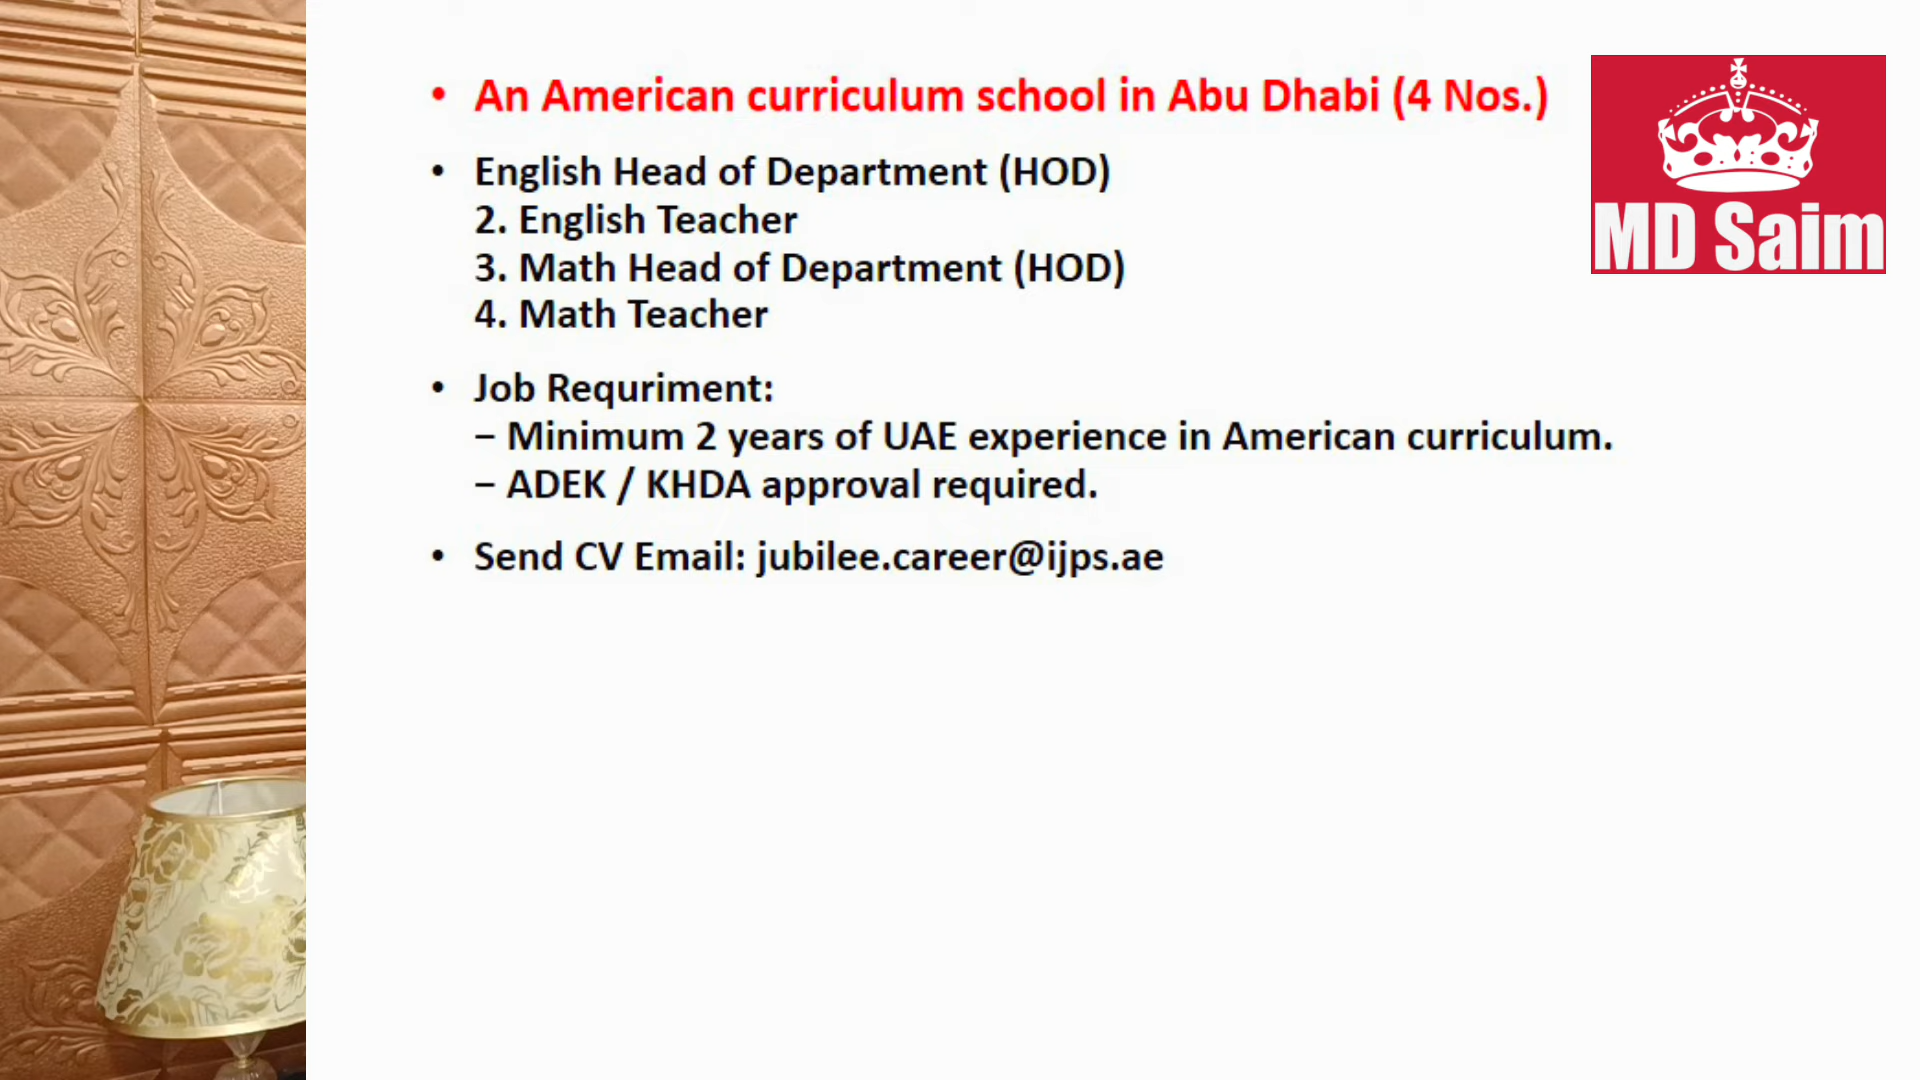 • An American curriculum school in Abu Dhabi (4 Nos.)
• English Head of Department (HOD)
2. English Teacher
3. Math Head of Department (HOD)
4. Math Teacher
• Job Requriment:
– Minimum 2 years of UAE experience in American curriculum.
– ADEK / KHDA approval required.
• Send CV Email: jubilee.career@ijps.ae
MD Saim